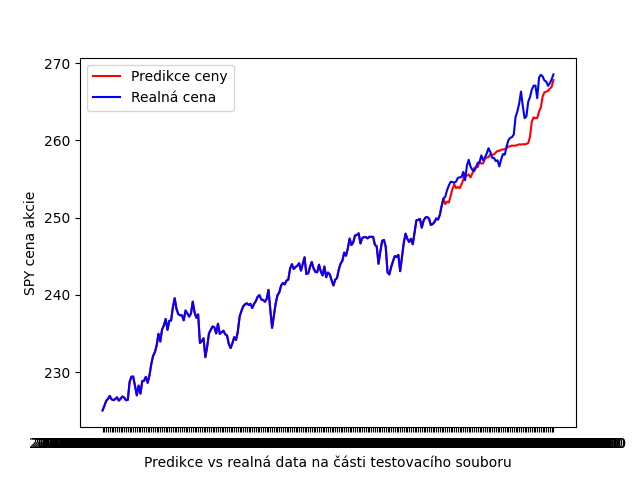 270
260
250
240
230
SPY cena akcie
Predikce ceny
Realná cena
Predikce vs realná data na části testovacího souboru